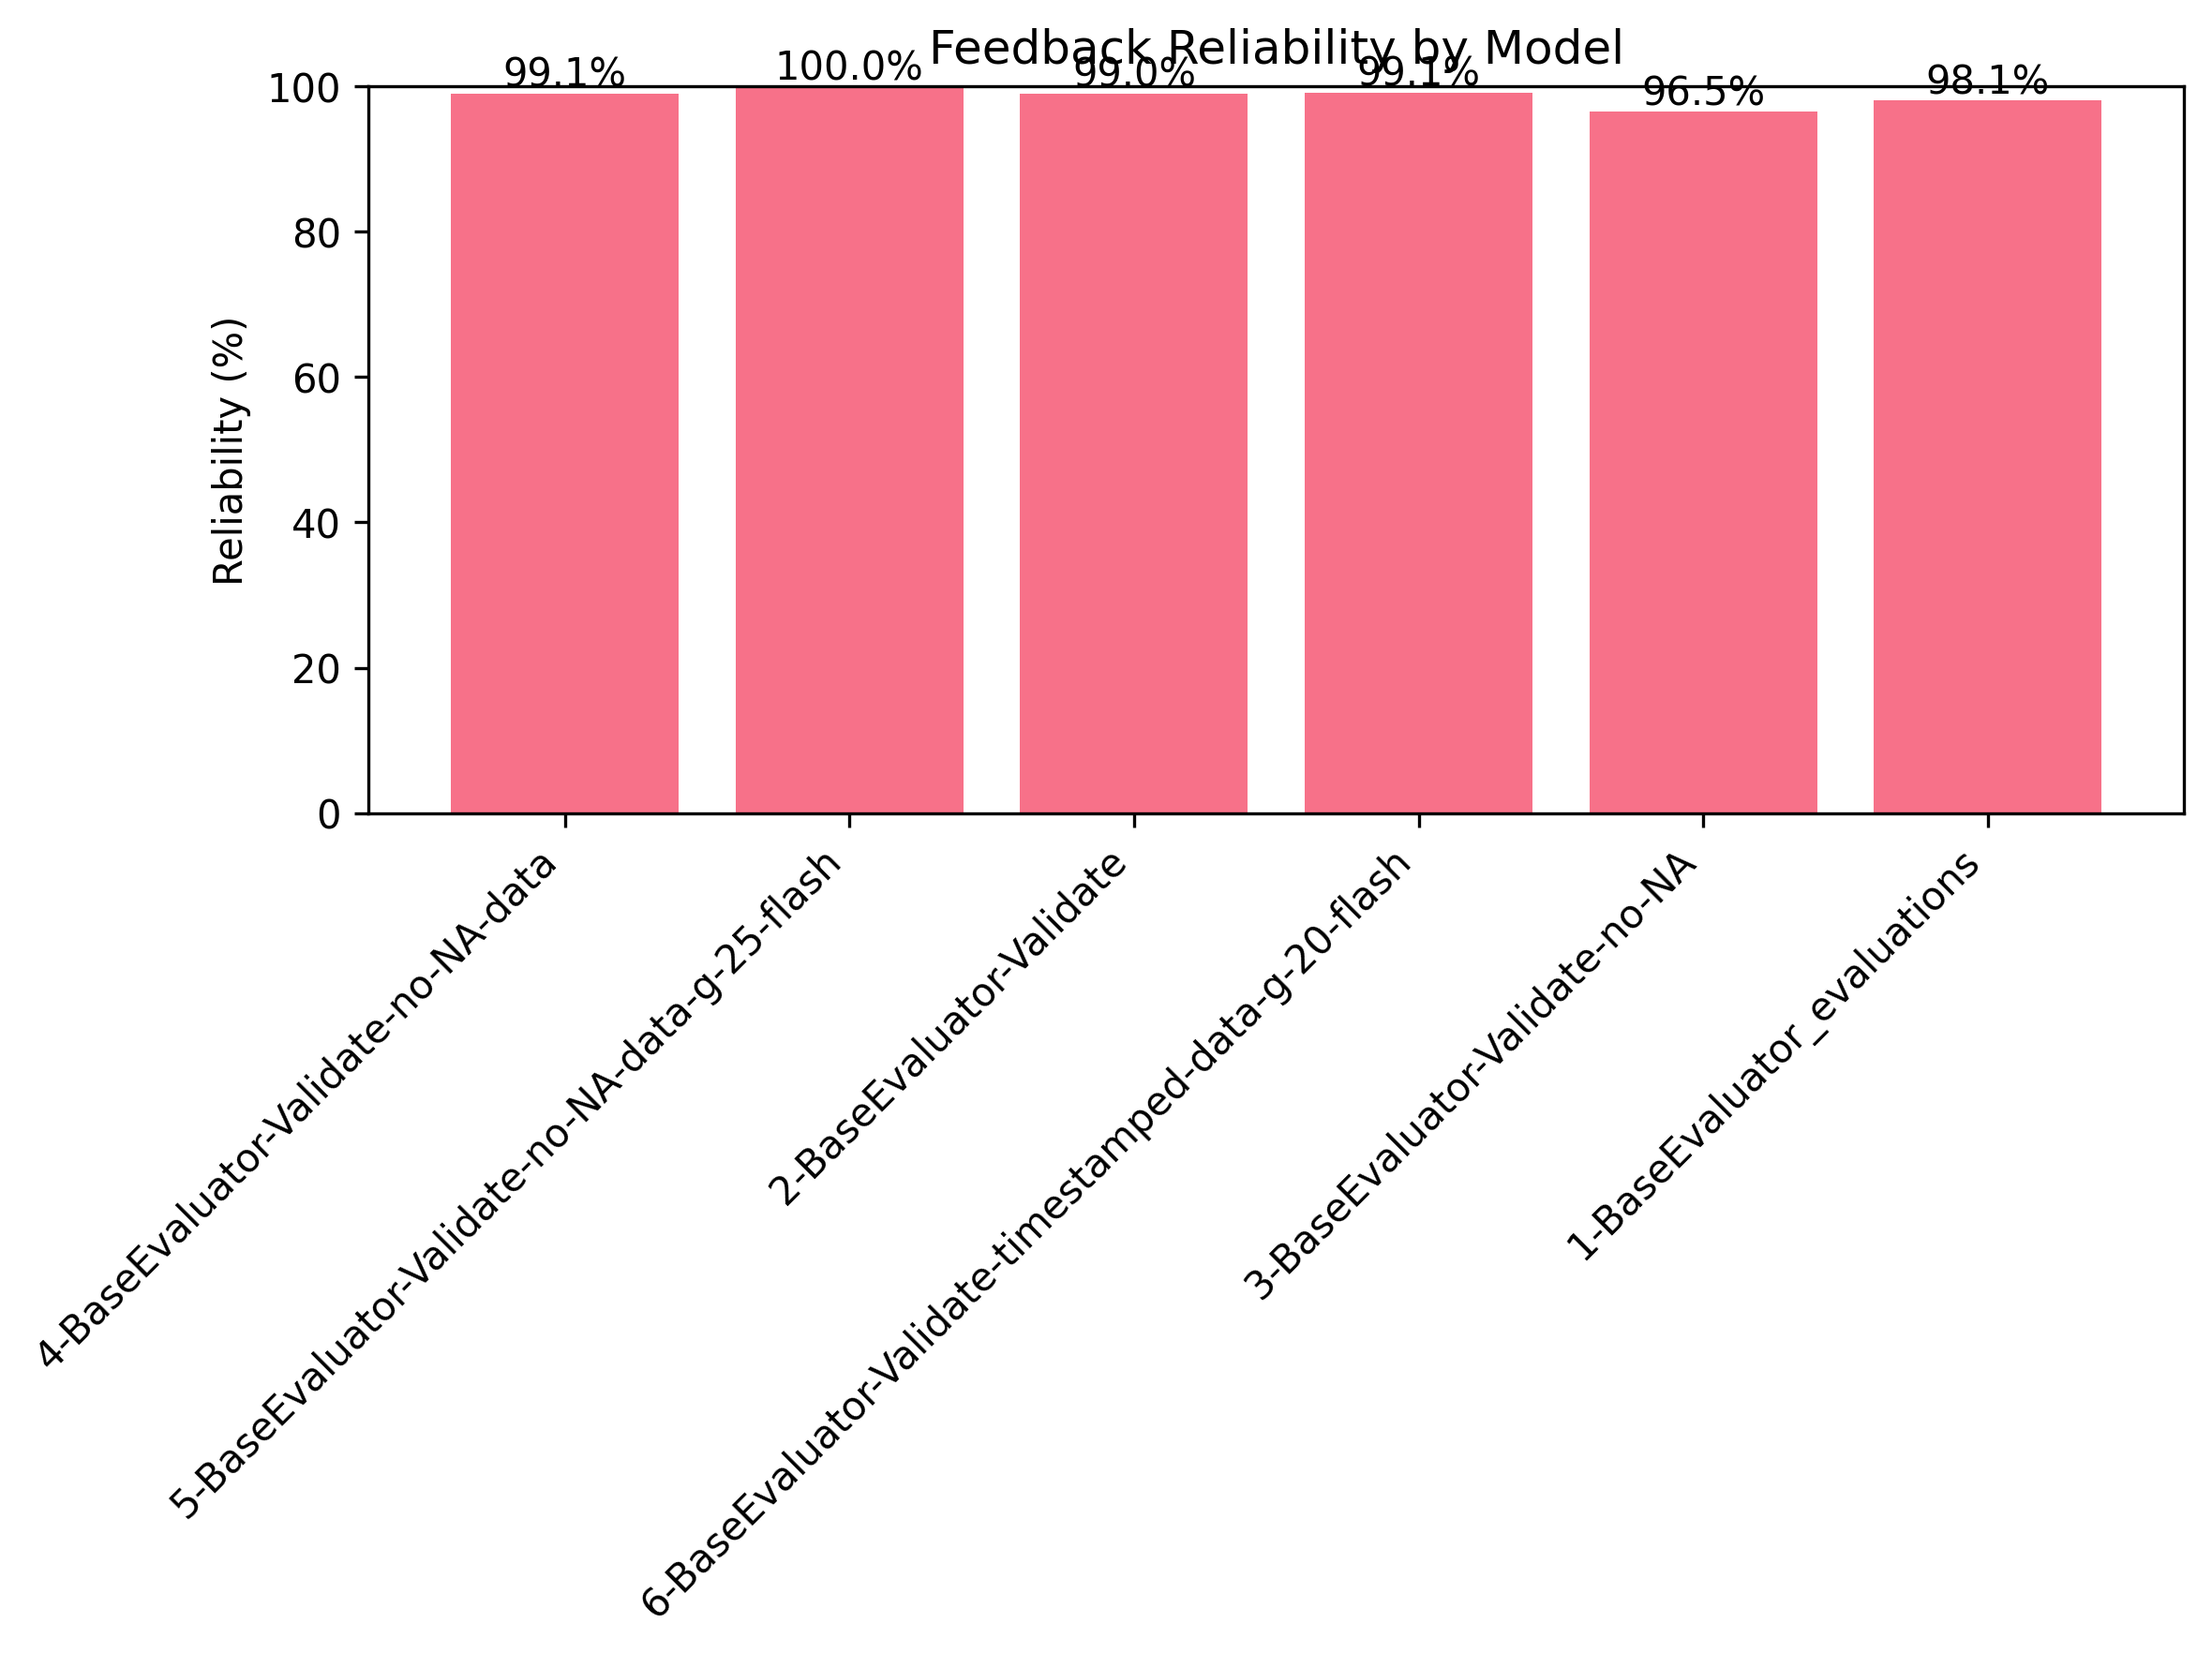 Feedback Reliability by Model
99.1%
100.0%
99.0%
99.1%
96.5%
98.1%
100
80
60
40
20
0
Reliability (%)
4-BaseEvaluator-Validate-no-NA-data
5-BaseEvaluator-Validate-no-NA-data-g-25-flash
2-BaseEvaluator-Validate
6-BaseEvaluator-Validate-timestamped-data-g-20-flash
3-BaseEvaluator-Validate-no-NA
1-BaseEvaluator_evaluations